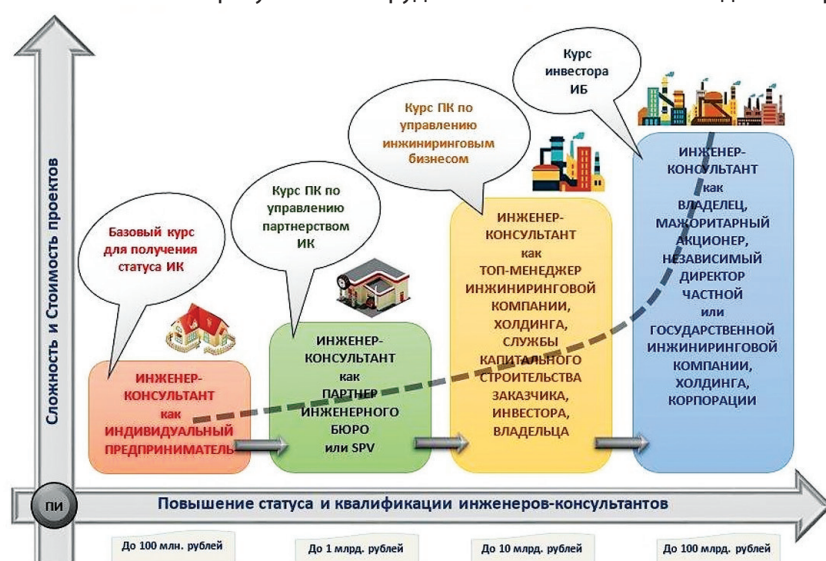 Курс
инвестора
ИБ
Курс ПК по
управлению
инжиниринговым
бизнесом
Курс ПК по
управлению
партнерством
ИК
Базовый курс
для получения
статуса ИК
Сложность и Стоимость проектов
ИНЖЕНЕР-
КОНСУЛЬТАНТ
как
ИНДИВИДУАЛЬНЫЙ
ПРЕДПРИНИМАТЕЛЬ
ИНЖЕНЕР-
КОНСУЛЬТАНТ
как
ПАРТНЕР
ИНЖЕНЕРНОГО
БЮРО
или SPV
ИНЖЕНЕР-
КОНСУЛЬТАНТ
как
ТОП-МЕНЕДЖЕР
ИНЖИНИРИНГОВОЙ
КОМПАНИИ,
ХОЛДИНГА,
СЛУЖБЫ
КАПИТАЛЬНОГО
СТРОИТЕЛЬСТВА
ЗАКАЗЧИКА,
ИНВЕСТОРА,
ВЛАДЕЛЬЦА
ИНЖЕНЕР-
КОНСУЛЬТАНТ
как
ВЛАДЕЛЕЦ,
МАЖОРИТАРНЫЙ
АКЦИОНЕР,
НЕЗАВИСИМЫЙ
ДИРЕКТОР
ЧАСТНОЙ
или
ГОСУДАРСТВЕННОЙ
ИНЖИНИРИНГОВОЙ
КОМПАНИИ,
ХОЛДИНГА,
КОРПОРАЦИИ
ПИ
Повышение статуса и квалификации инженеров-консультантов
До 100 млн. рублей
До 1 млрд. рублей
До 10 млрд. рублей
До 100 млрд. рублей